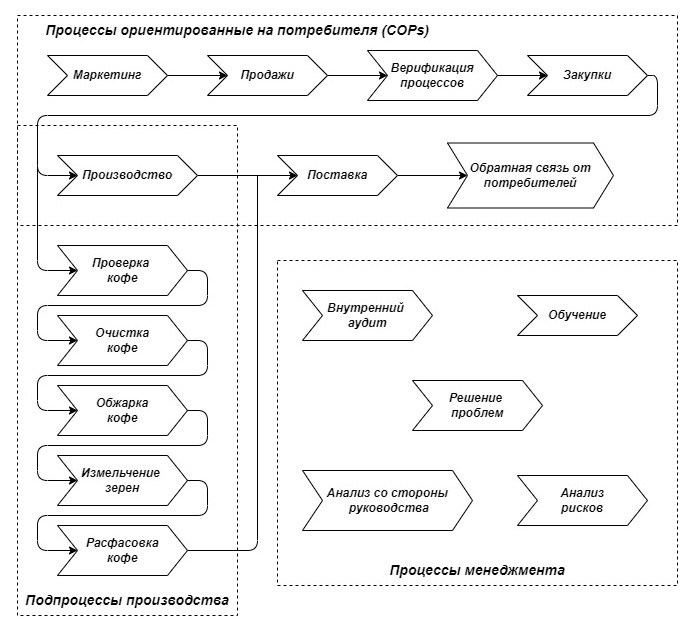 Процессы ориентированные на потребителя (COPs)
Маркетинг
Продажи
Верификация
процессов
Закупки
Производство
Поставка
Обратная связь от
потребителей
Проверка
кофе
Очистка
кофе
Обжарка
кофе
Измельчение
зерен
Расфасовка
кофе
Подпроцессы производства
Внутренний
аудит
Обучение
Решение
проблем
Анализ со стороны
руководства
Анализ
рисков
Процессы менеджмента